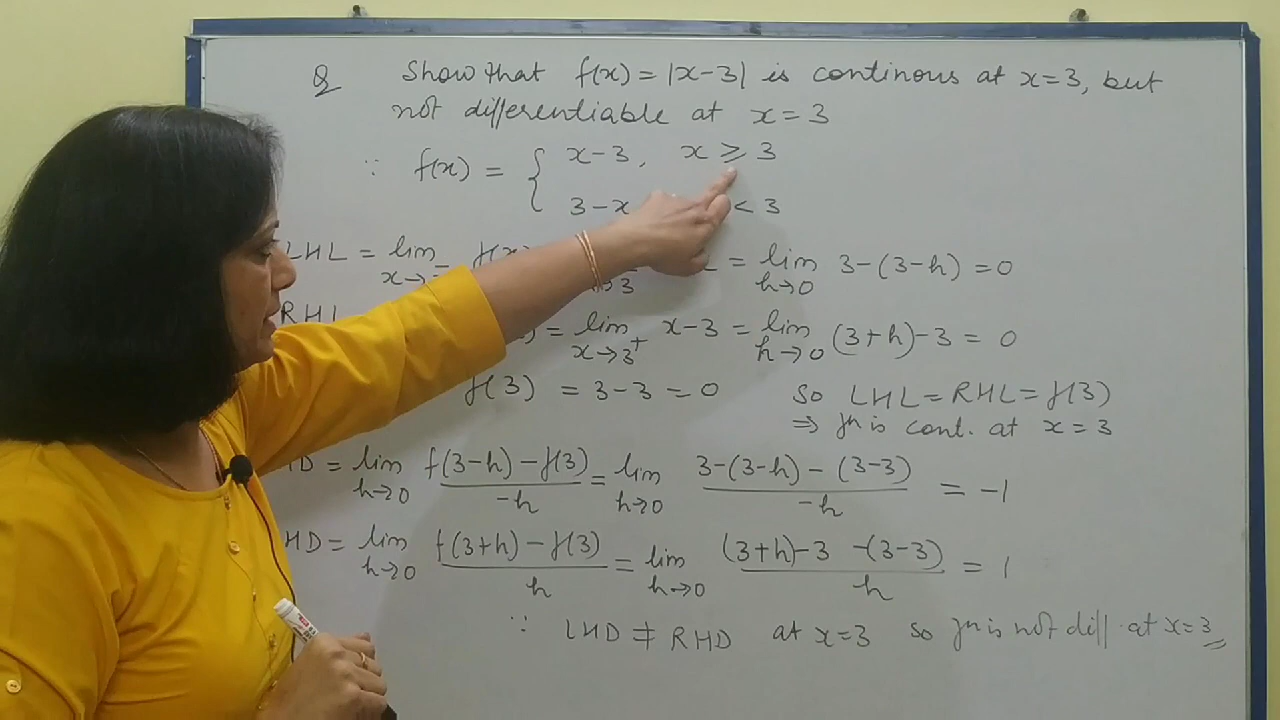 Q Show that f(x) = |x-3| is continous at x=3, but
not differentiable at x=3
∵ f(x) = { x-3, x ≥ 3
3-x < 3
LHL = lim x→ = lim h→0 3-(3-h) = 0
RHL = lim x→3⁺ x-3 = lim h→0 (3+h)-3 = 0
f(3) = 3-3 = 0 So LHL = RHL = f(3)
⇒ fn is cont. at x=3
HD = lim h→0 f(3-h)-f(3)/-h = lim h→0 3-(3-h)-(3-3)/-h = -1
HD = lim h→0 f(3+h)-f(3)/h = lim h→0 (3+h)-3-(3-3)/h = 1
∵ LHD ≠ RHD at x=3 so fn is not diff. at x=3